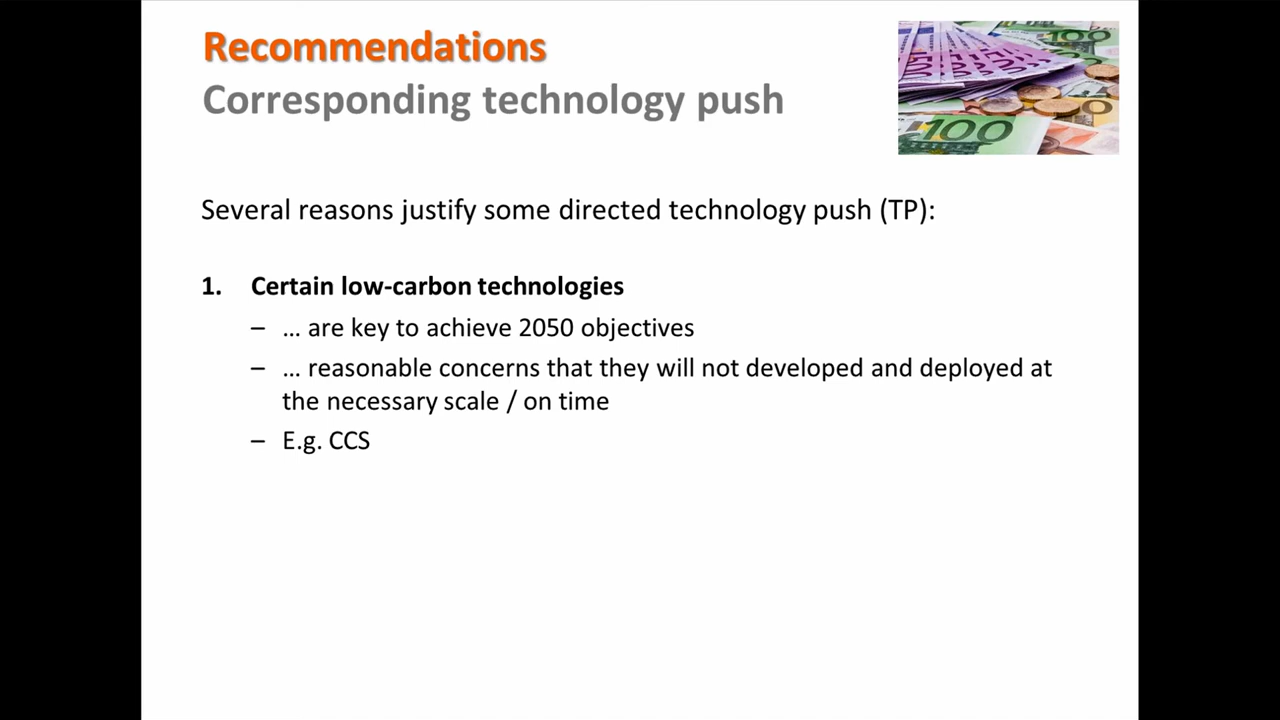 Recommendations
Corresponding technology push
100
100
Several reasons justify some directed technology push (TP):
1. Certain low-carbon technologies
– ... are key to achieve 2050 objectives
– ... reasonable concerns that they will not developed and deployed at
the necessary scale / on time
– E.g. CCS